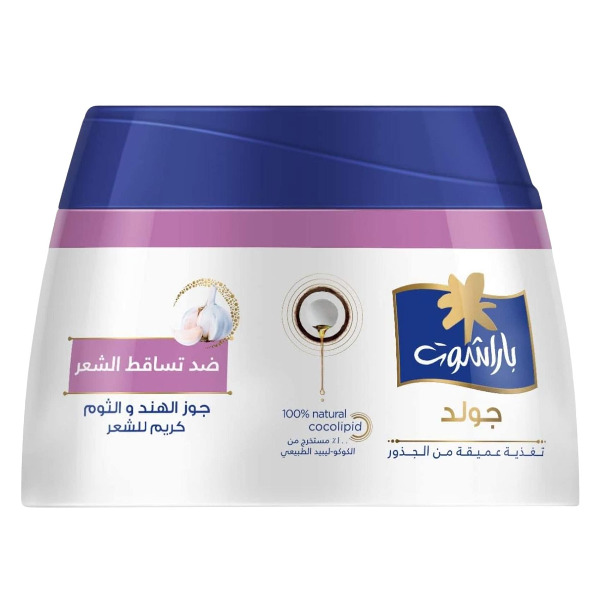 باراشوت
جولد
تغذية عميقة من الجذور
100% natural
cocolipid
١٠٠٪ مستخرج من
الكوكو-ليبيد الطبيعي
ضد تساقط الشعر
جوز الهند و الثوم
كريم للشعر